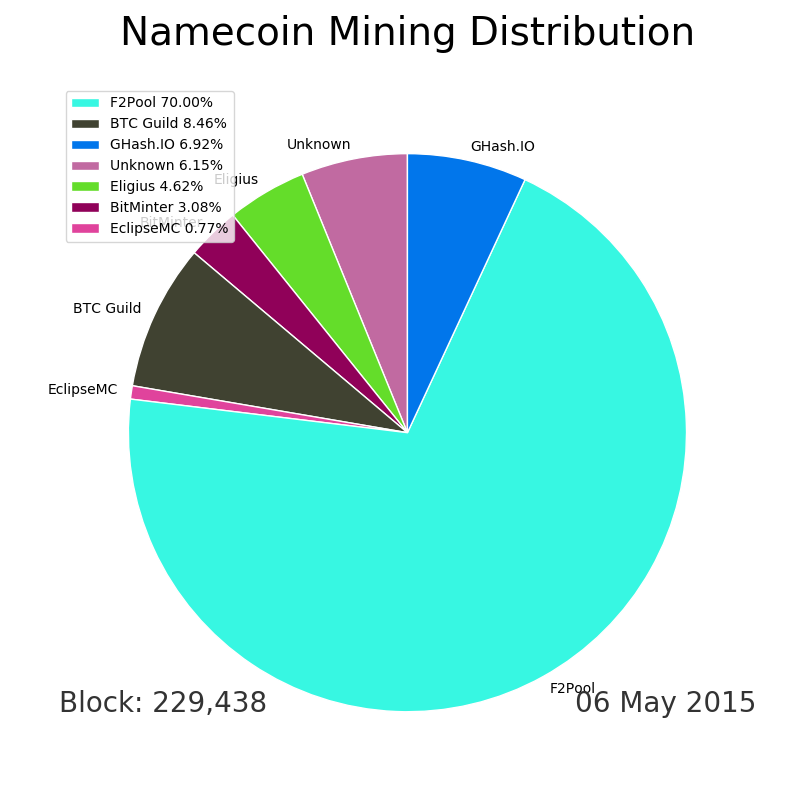 Namecoin Mining Distribution
F2Pool 70.00%
BTC Guild 8.46%
GHash.IO 6.92%
Unknown 6.15%
Eligius 4.62%
BitMinter 3.08%
EclipseMC 0.77%
Unknown
GHash.IO
Eligius
BitMinter
BTC Guild
EclipseMC
F2Pool
Block: 229,438
06 May 2015